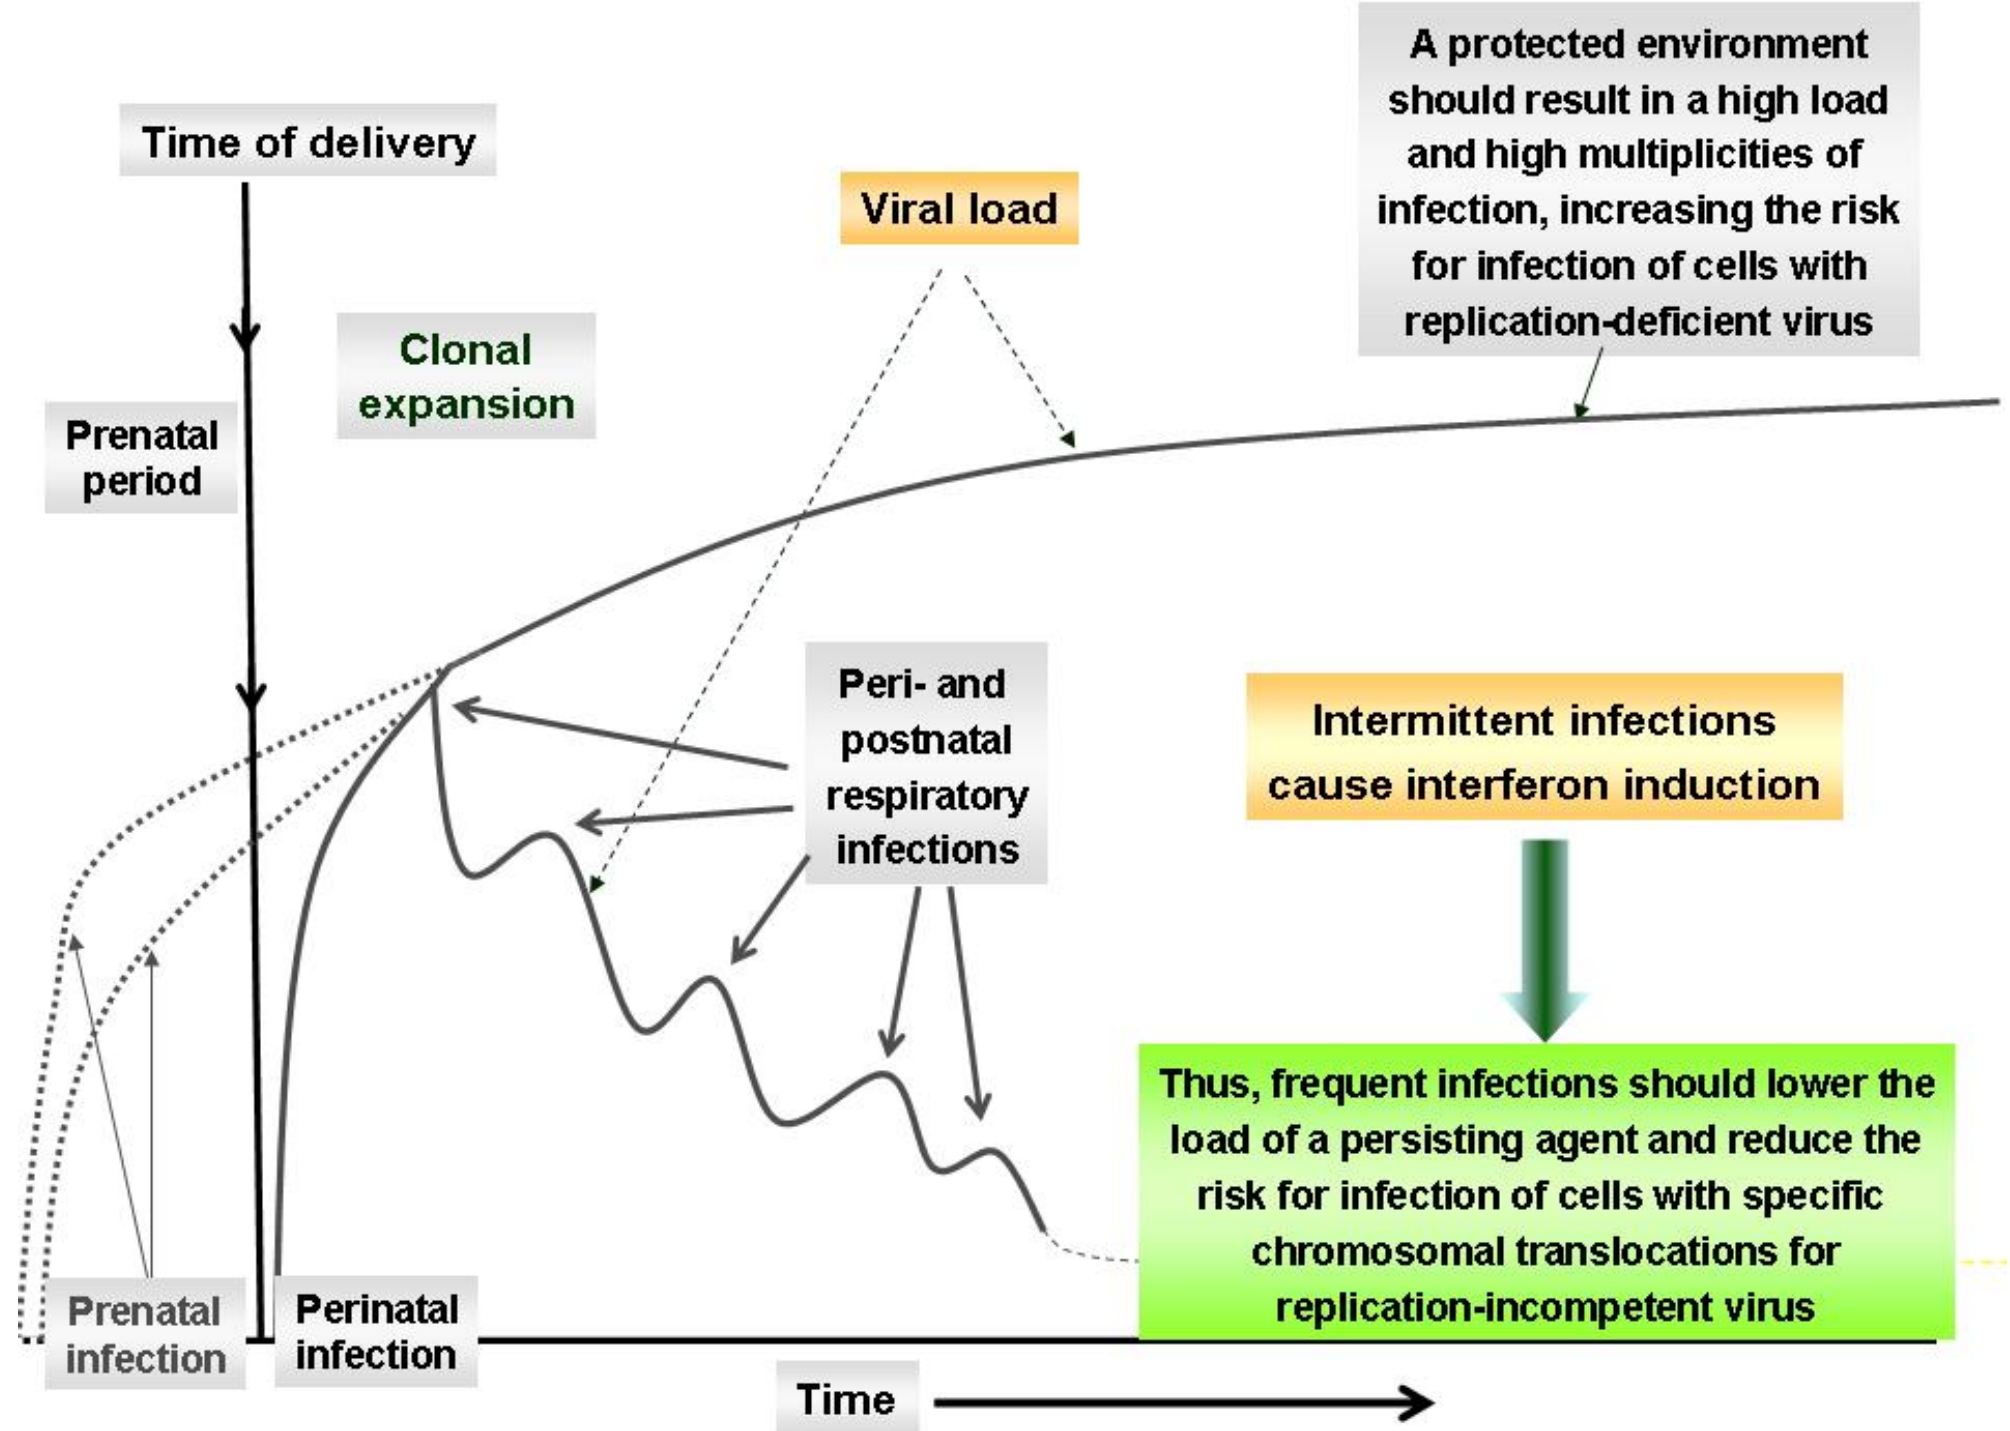 A protected environment
should result in a high load
and high multiplicities of
infection, increasing the risk
for infection of cells with
replication-deficient virus
Time of delivery
Viral load
Clonal
expansion
Prenatal
period
Peri- and
postnatal
respiratory
infections
Intermittent infections
cause interferon induction
Thus, frequent infections should lower the
load of a persisting agent and reduce the
risk for infection of cells with specific
chromosomal translocations for
replication-incompetent virus
Prenatal
infection
Perinatal
infection
Time